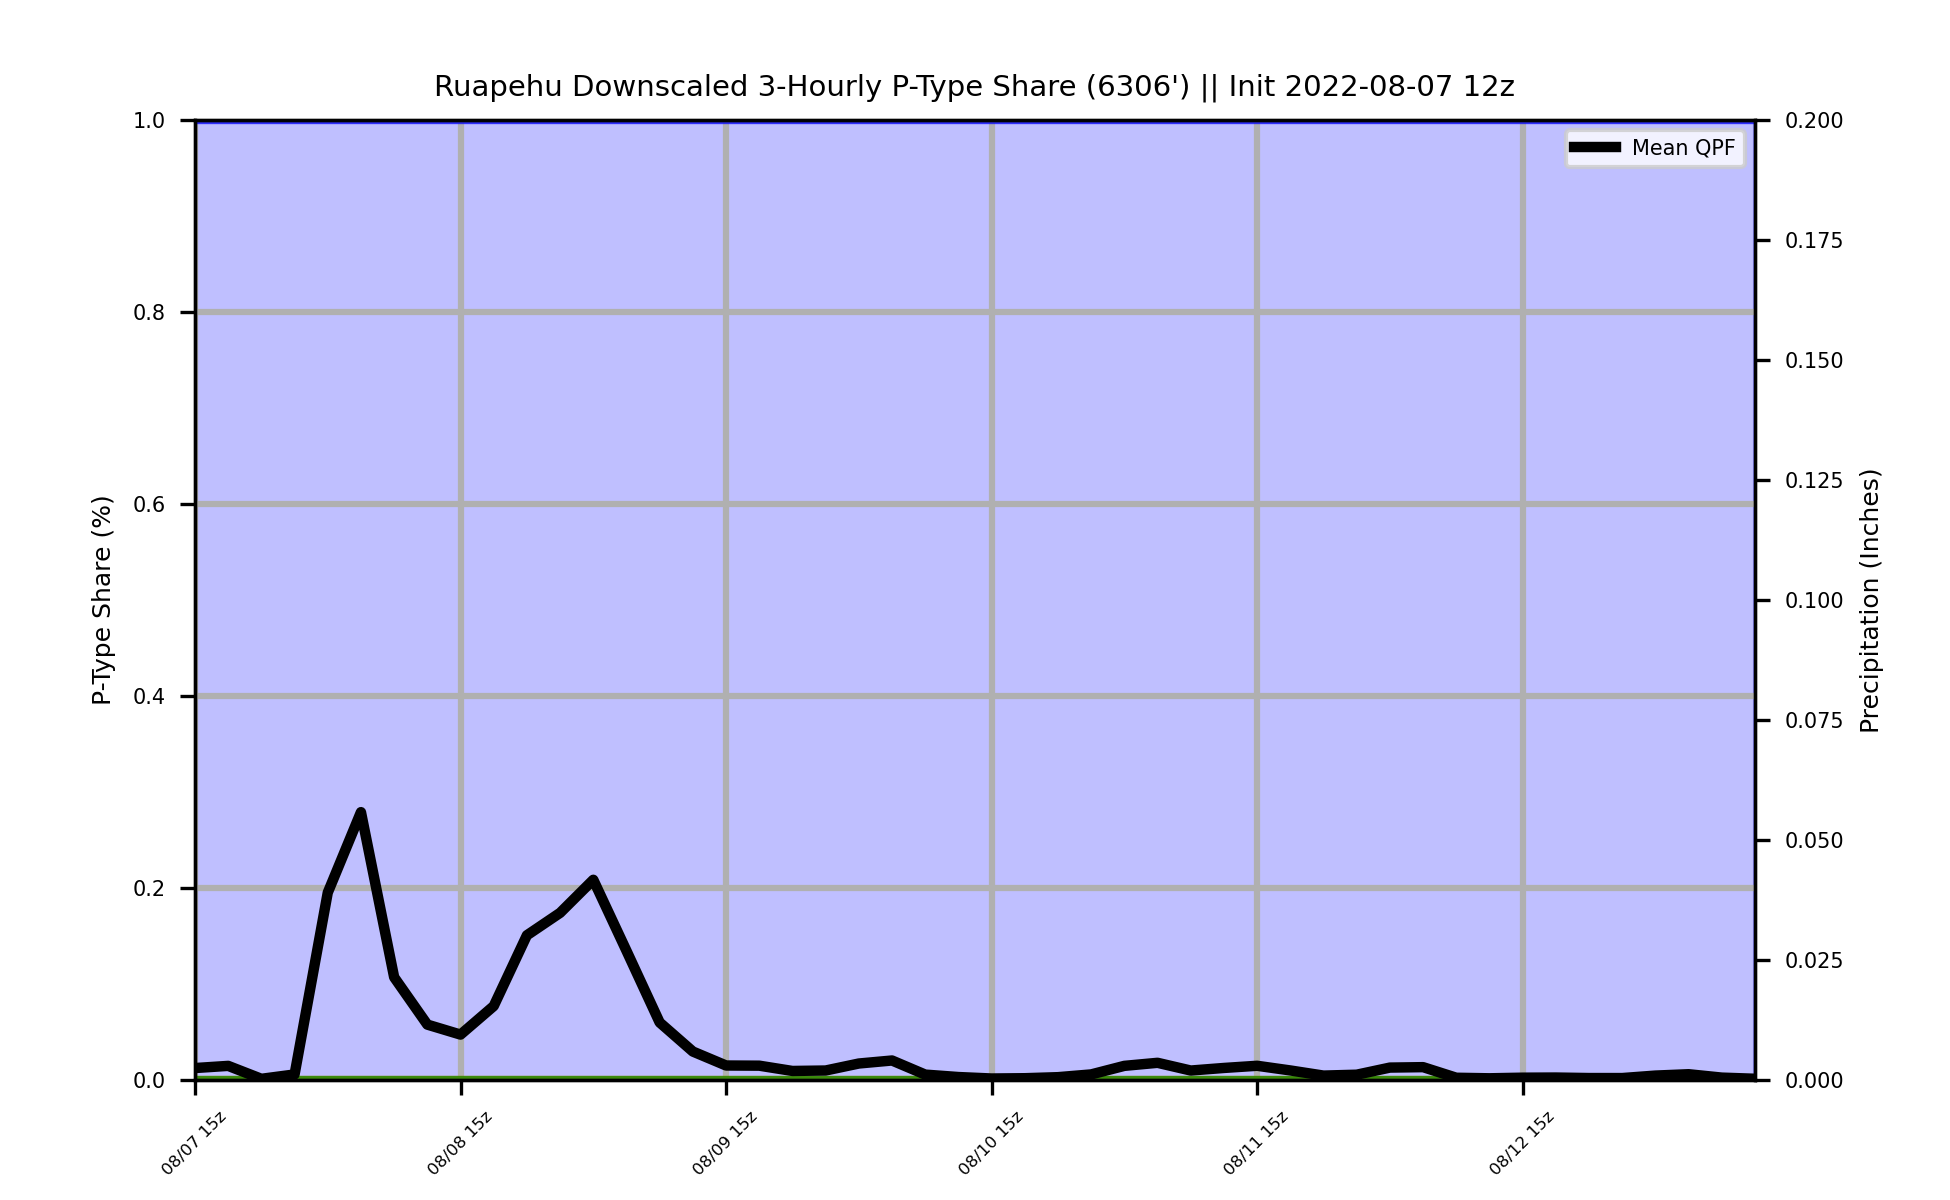 Ruapehu Downscaled 3-Hourly P-Type Share (6306') || Init 2022-08-07 12z
Mean QPF
P-Type Share (%)
1.0
0.8
0.6
0.4
0.2
0.0
0.200
0.175
0.150
0.125
0.100
0.075
0.050
0.025
0.000
Precipitation (Inches)
08/07 15z
08/08 15z
08/09 15z
08/10 15z
08/11 15z
08/12 15z